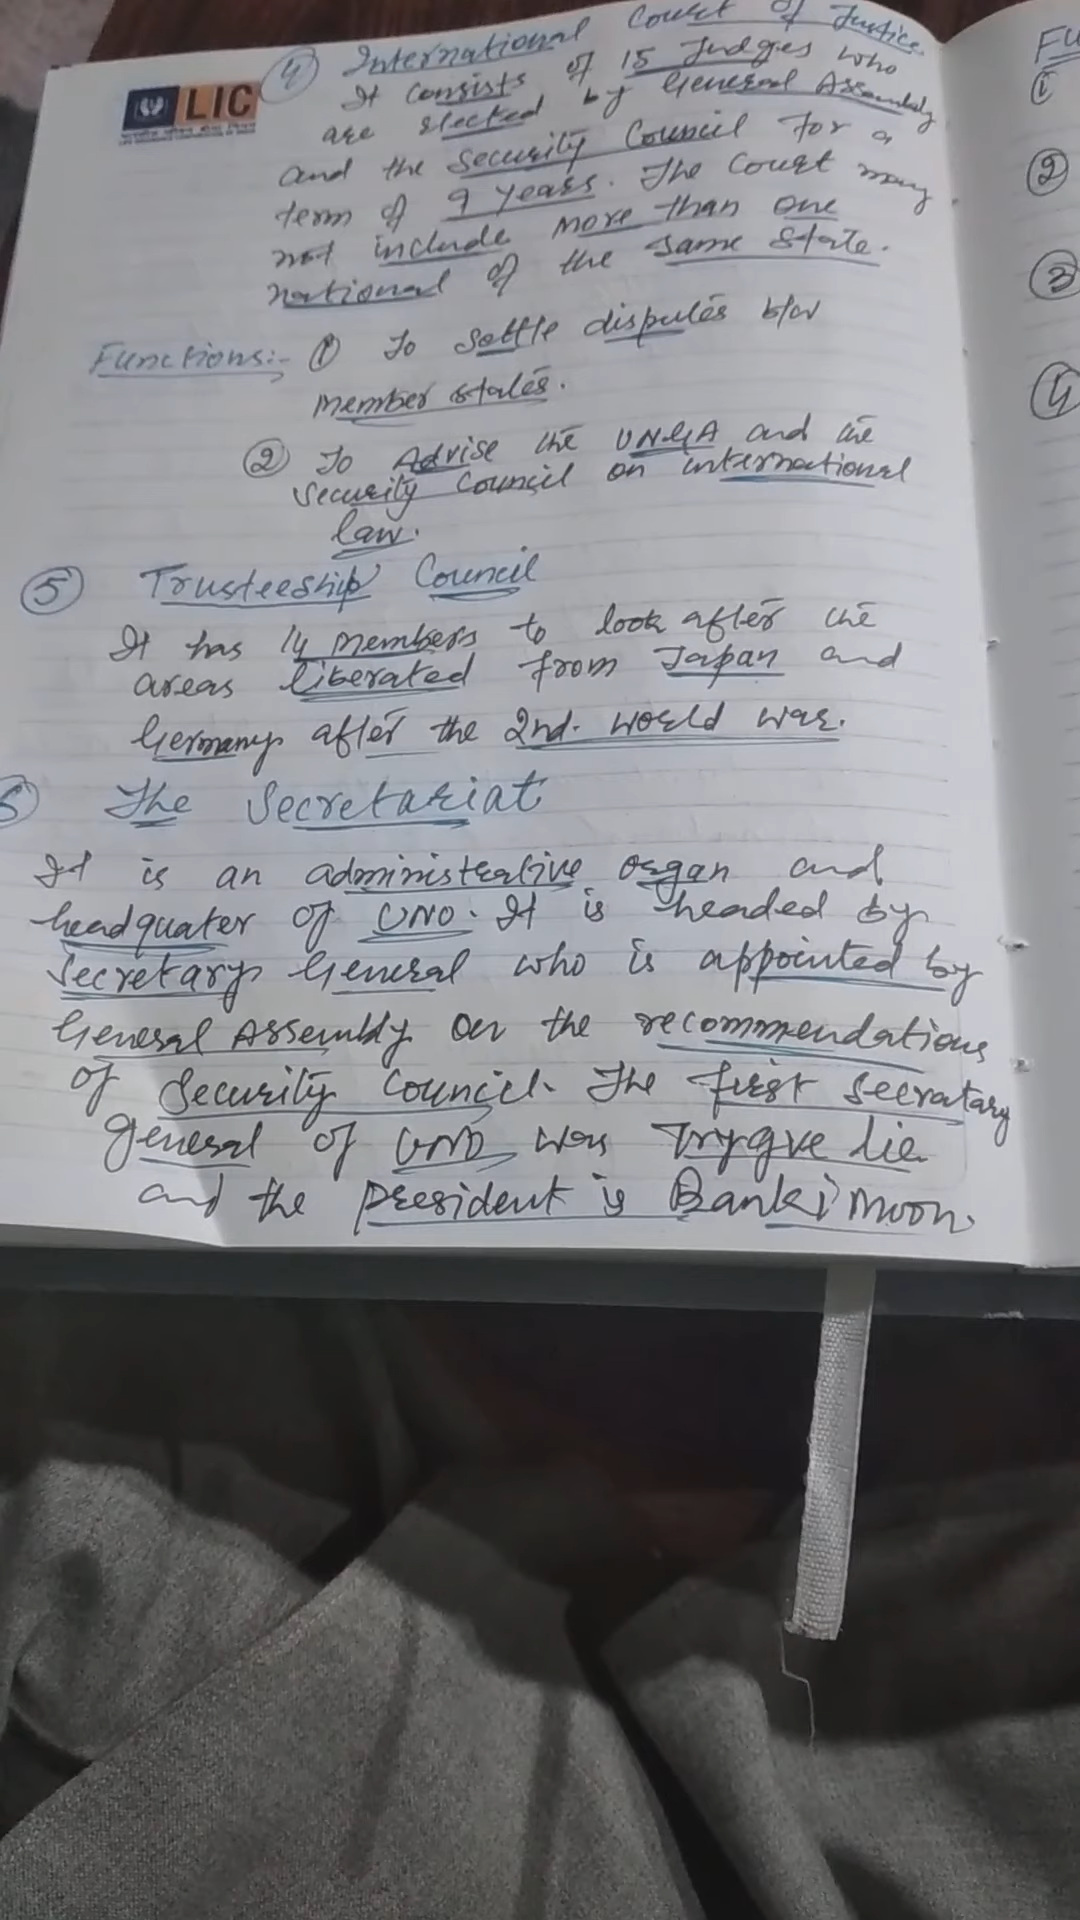 LIC
4 International Court of Justice
It consists of 15 Judges who
are elected by General Assembly
and the Security Council for a
term of 9 years. The Court may
not include more than one
national of the same state.
Functions:- 1 To settle disputes b/w
member states.
2 To Advise the UNGA and the
Security Council on international
law.
5 Trusteeship Council
It has 14 members to look after the
areas liberated from Japan and
Germany after the 2nd. world war.
The Secretariat
It is an administrative organ and
headquater of UNO. It is headed by
Secretary General who is appointed by
General Assembly on the recommendations
of Security Council. The first Secratary
general of UNO was Trygve lie
and the president is Banki moon.
Fu
1
2
3
4